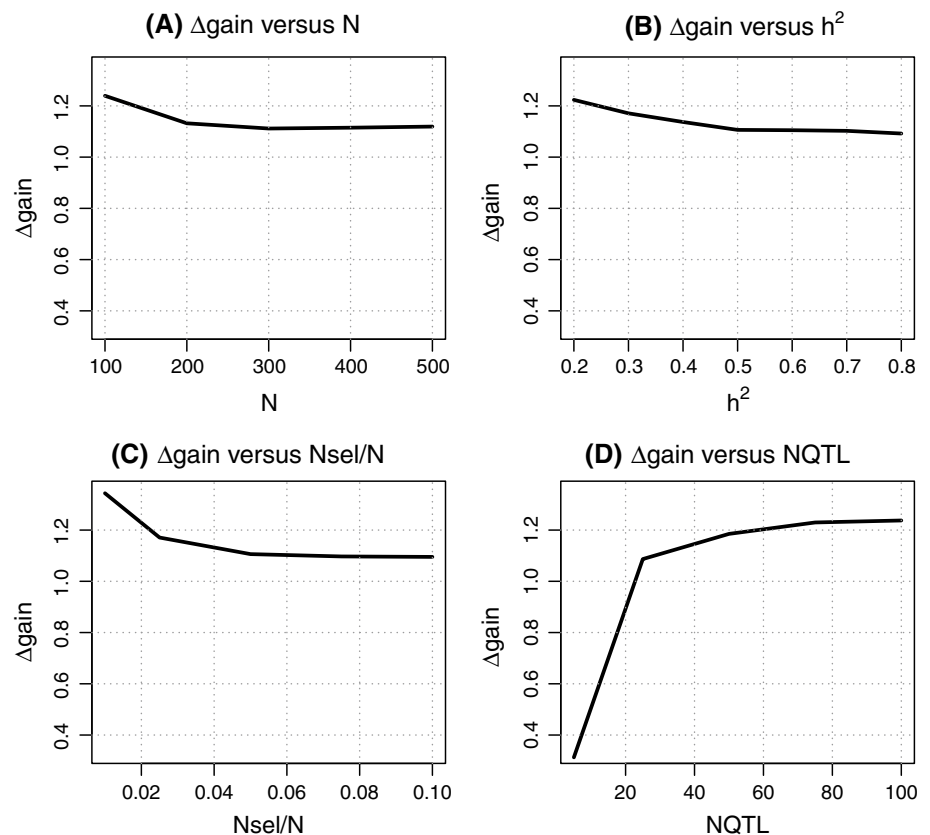 (A) Δgain versus N
1.2
1.0
0.8
0.6
0.4
Δgain
100 200 300 400 500
N
(B) Δgain versus h²
1.2
1.0
0.8
0.6
0.4
Δgain
0.2 0.3 0.4 0.5 0.6 0.7 0.8
h²
(C) Δgain versus Nsel/N
1.2
1.0
0.8
0.6
0.4
Δgain
0.02 0.04 0.06 0.08 0.10
Nsel/N
(D) Δgain versus NQTL
1.2
1.0
0.8
0.6
0.4
Δgain
20 40 60 80 100
NQTL